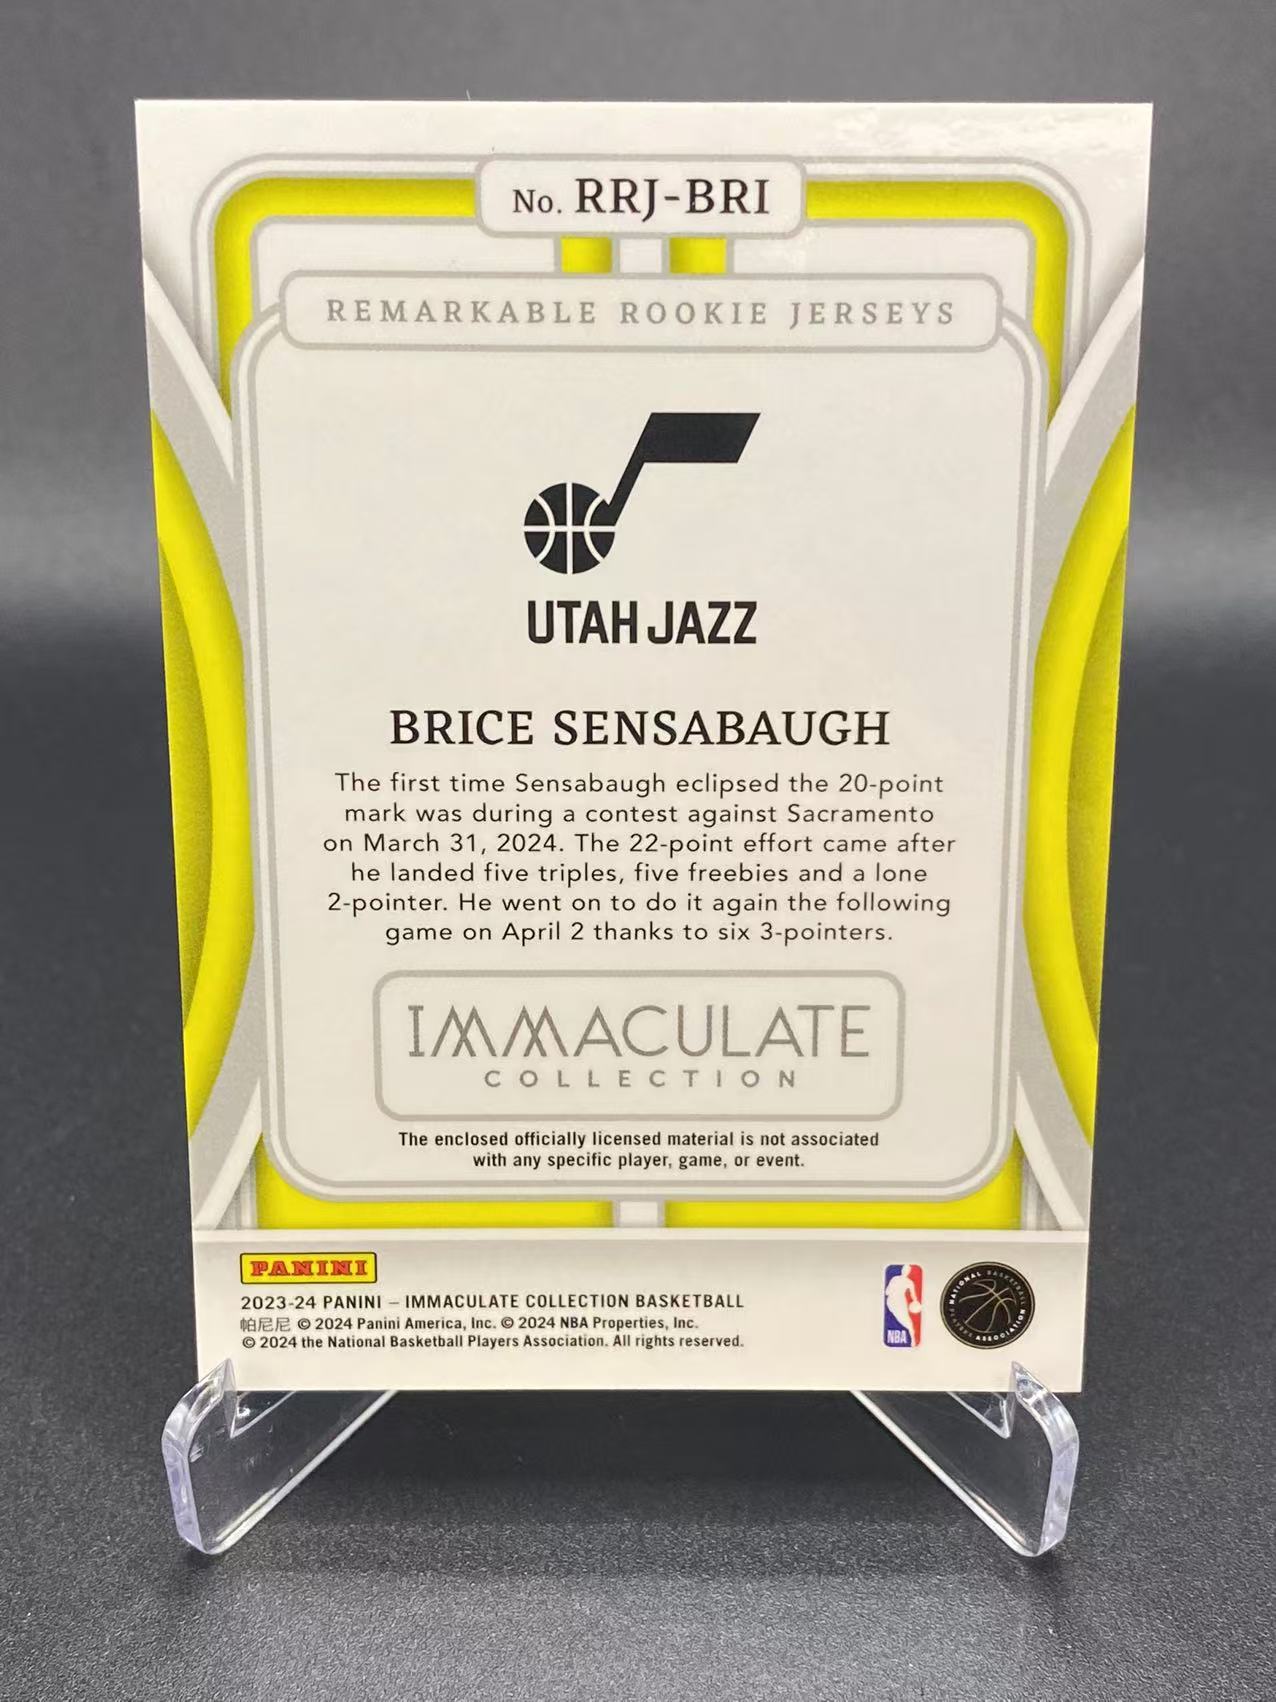 No. RRJ-BRI
REMARKABLE ROOKIE JERSEYS
UTAH JAZZ
BRICE SENSABAUGH
The first time Sensabaugh eclipsed the 20-point
mark was during a contest against Sacramento
on March 31, 2024. The 22-point effort came after
he landed five triples, five freebies and a lone
2-pointer. He went on to do it again the following
game on April 2 thanks to six 3-pointers.
IMMACULATE
COLLECTION
The enclosed officially licensed material is not associated
with any specific player, game, or event.
PANINI
2023-24 PANINI – IMMACULATE COLLECTION BASKETBALL
帕尼尼 © 2024 Panini America, Inc. © 2024 NBA Properties, Inc.
© 2024 the National Basketball Players Association. All rights reserved.
NBA
NATIONAL BASKETBALL PLAYERS ASSOCIATION